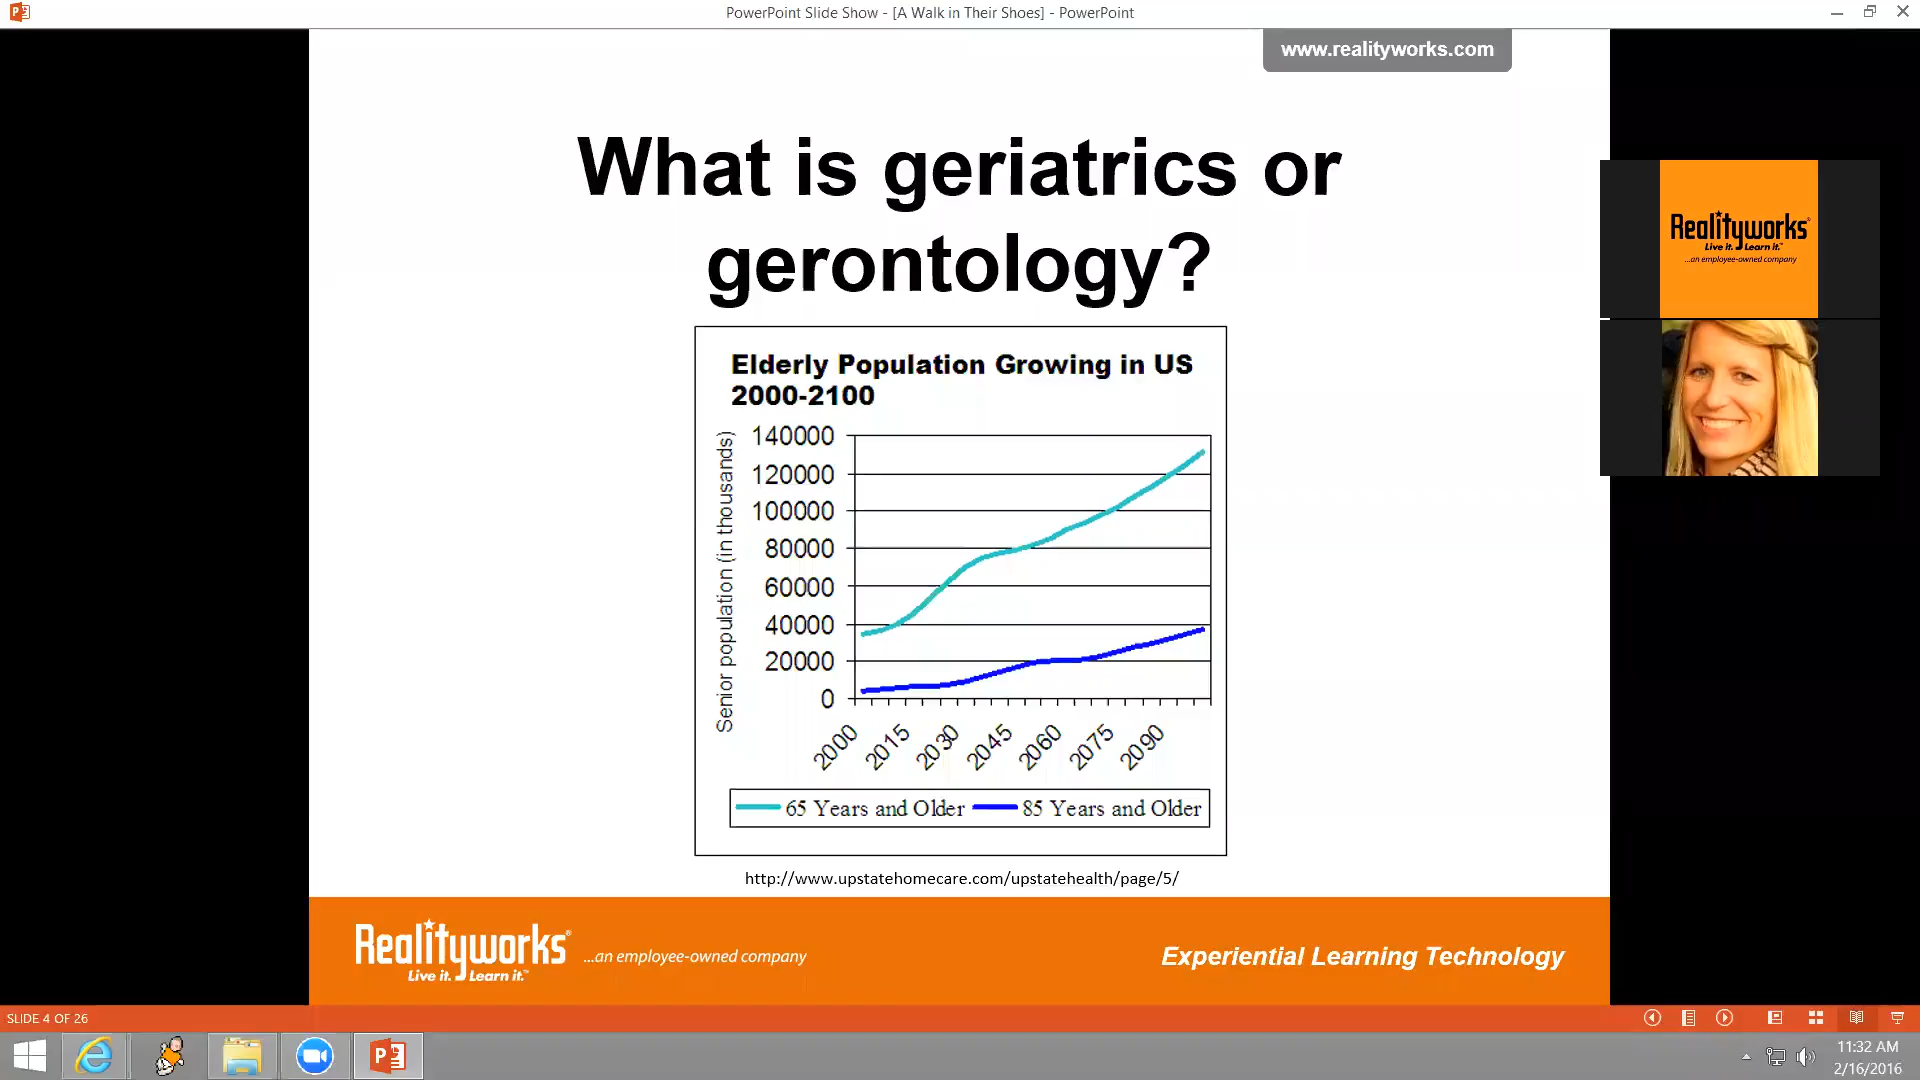 PowerPoint Slide Show - [A Walk in Their Shoes] - PowerPoint
www.realityworks.com
What is geriatrics or
gerontology?
Elderly Population Growing in US
2000-2100
Senior population (in thousands)
140000
120000
100000
80000
60000
40000
20000
0
2000 2015 2030 2045 2060 2075 2090
65 Years and Older 85 Years and Older
http://www.upstatehomecare.com/upstatehealth/page/5/
Realityworks®
Live it. Learn it.™
...an employee-owned company
Realityworks® ...an employee-owned company
Live it. Learn it.™
Experiential Learning Technology
SLIDE 4 OF 26
11:32 AM
2/16/2016